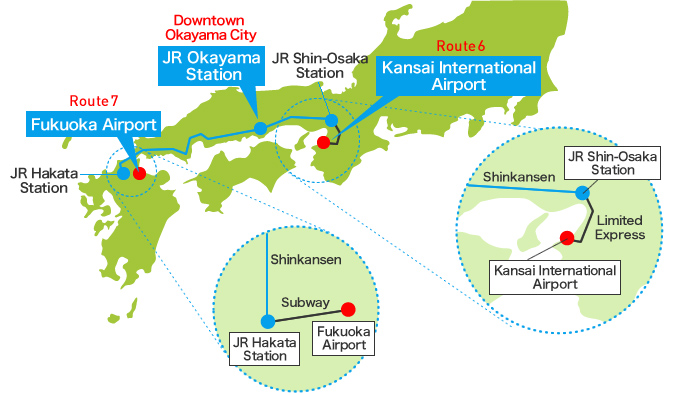 Downtown
Okayama City
JR Okayama
Station
JR Shin-Osaka
Station
Route 6
Kansai International
Airport
Route 7
Fukuoka Airport
JR Hakata
Station
JR Shin-Osaka
Station
Shinkansen
Limited
Express
Kansai International
Airport
Shinkansen
Subway
JR Hakata
Station
Fukuoka
Airport